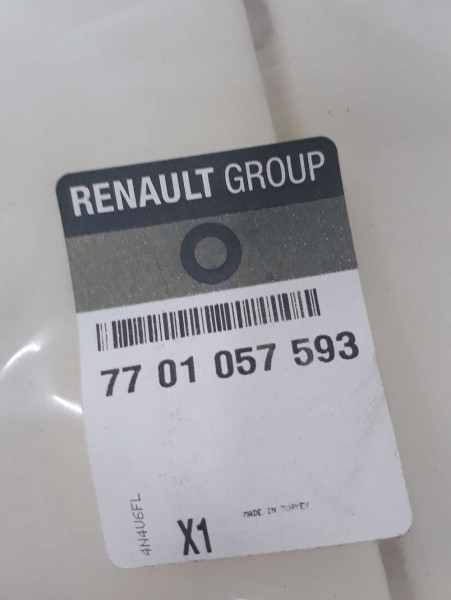 RENAULT GROUP
77 01 057 593
MADE IN TURKEY
4N4U6FL
X1